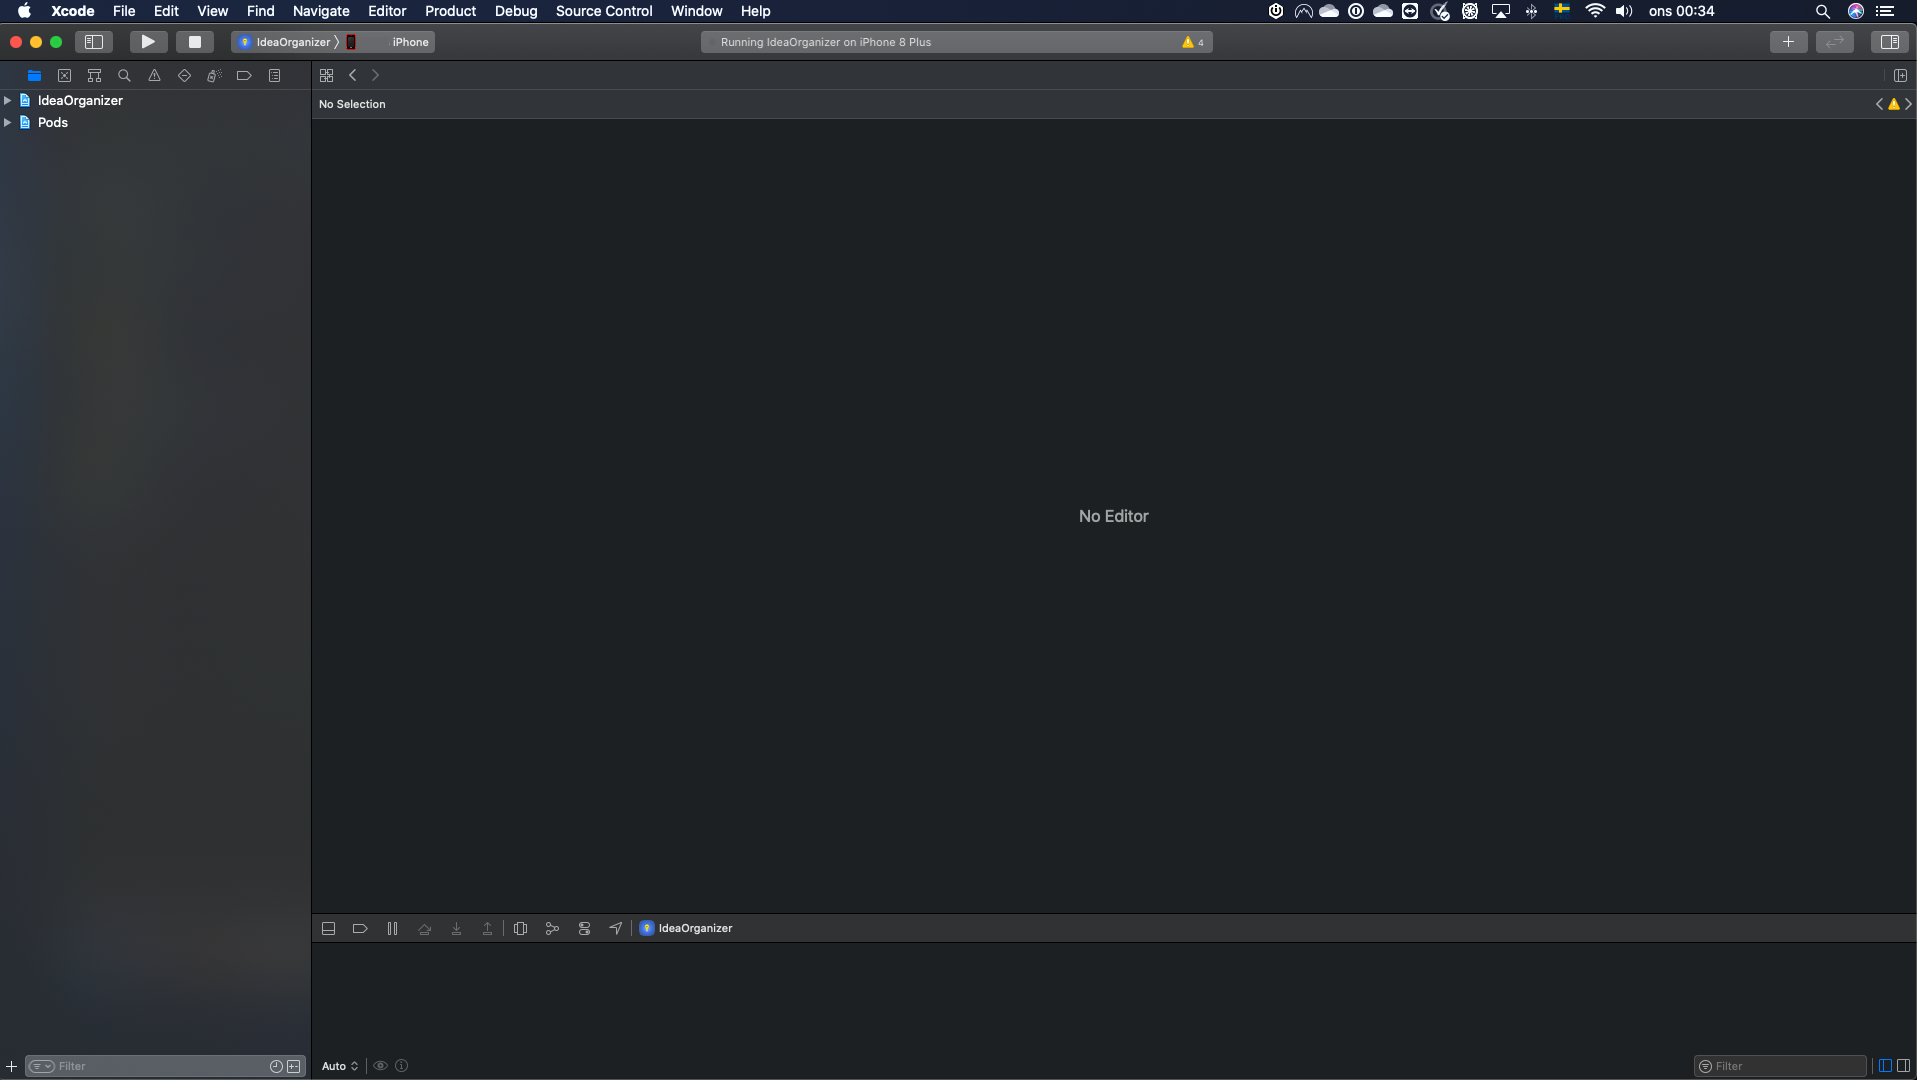 Xcode File Edit View Find Navigate Editor Product Debug Source Control Window Help ons 00:34
IdeaOrganizer iPhone Running IdeaOrganizer on iPhone 8 Plus 4
No Selection
IdeaOrganizer
Pods
No Editor
IdeaOrganizer
Filter
Auto
Filter